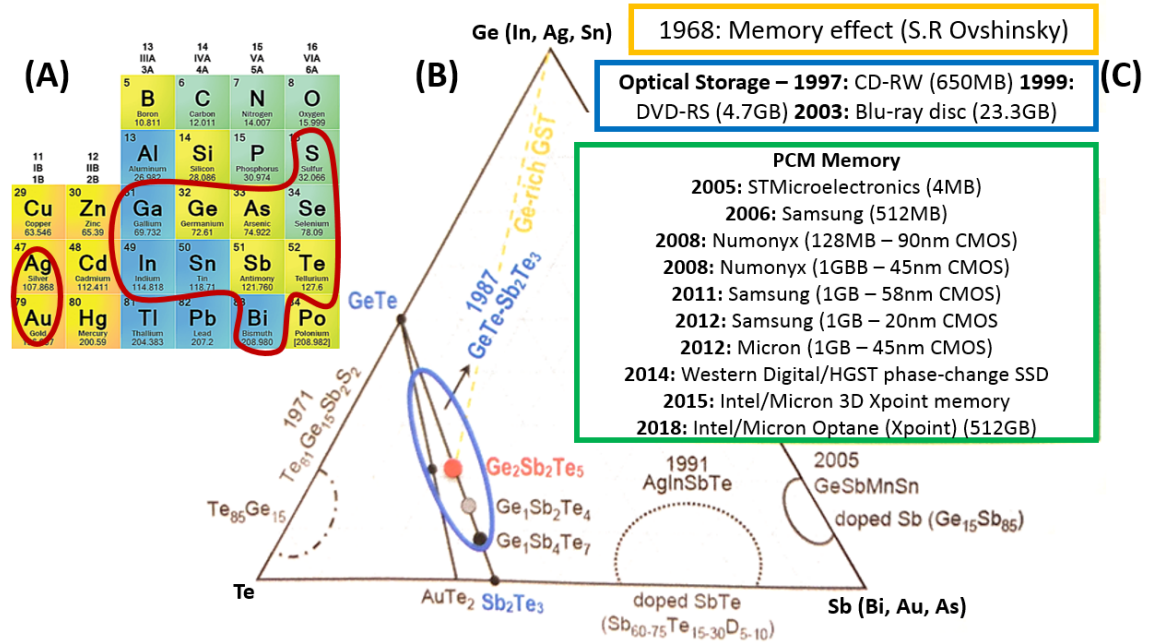 (A)
13
IIIA
3A
14
IVA
4A
15
VA
5A
16
VIA
6A
5
B
Boron
10.811
6
C
Carbon
12.011
7
N
Nitrogen
14.007
8
O
Oxygen
15.999
13
Al
Aluminum
26.982
14
Si
Silicon
28.086
15
P
Phosphorus
30.974
S
Sulfur
32.066
11
IB
1B
12
IIB
2B
29
Cu
Copper
63.546
30
Zn
Zinc
65.39
31
Ga
Gallium
69.732
32
Ge
Germanium
72.61
33
As
Arsenic
74.922
34
Se
Selenium
78.09
47
Ag
Silver
107.868
48
Cd
Cadmium
112.411
49
In
Indium
114.818
50
Sn
Tin
118.71
51
Sb
Antimony
121.760
52
Te
Tellurium
127.6
79
Au
Gold
80
Hg
Mercury
200.59
81
Tl
Thallium
204.383
82
Pb
Lead
207.2
Bi
Bismuth
208.980
84
Po
Polonium
[208.982]
(B)
Ge (In, Ag, Sn)
Ge-rich GST
1987
GeTe-Sb2Te3
GeTe
1971
Te81Ge15Sb2S2
Te85Ge15
Ge2Sb2Te5
Ge1Sb2Te4
Ge1Sb4Te7
1991
AgInSbTe
2005
GeSbMnSn
doped Sb (Ge15Sb85)
Te
AuTe2
Sb2Te3
doped SbTe
(Sb60-75Te15-30D5-10)
Sb (Bi, Au, As)
(C)
1968: Memory effect (S.R Ovshinsky)
Optical Storage – 1997: CD-RW (650MB) 1999:
DVD-RS (4.7GB) 2003: Blu-ray disc (23.3GB)
PCM Memory
2005: STMicroelectronics (4MB)
2006: Samsung (512MB)
2008: Numonyx (128MB – 90nm CMOS)
2008: Numonyx (1GBB – 45nm CMOS)
2011: Samsung (1GB – 58nm CMOS)
2012: Samsung (1GB – 20nm CMOS
2012: Micron (1GB – 45nm CMOS)
2014: Western Digital/HGST phase-change SSD
2015: Intel/Micron 3D Xpoint memory
2018: Intel/Micron Optane (Xpoint) (512GB)